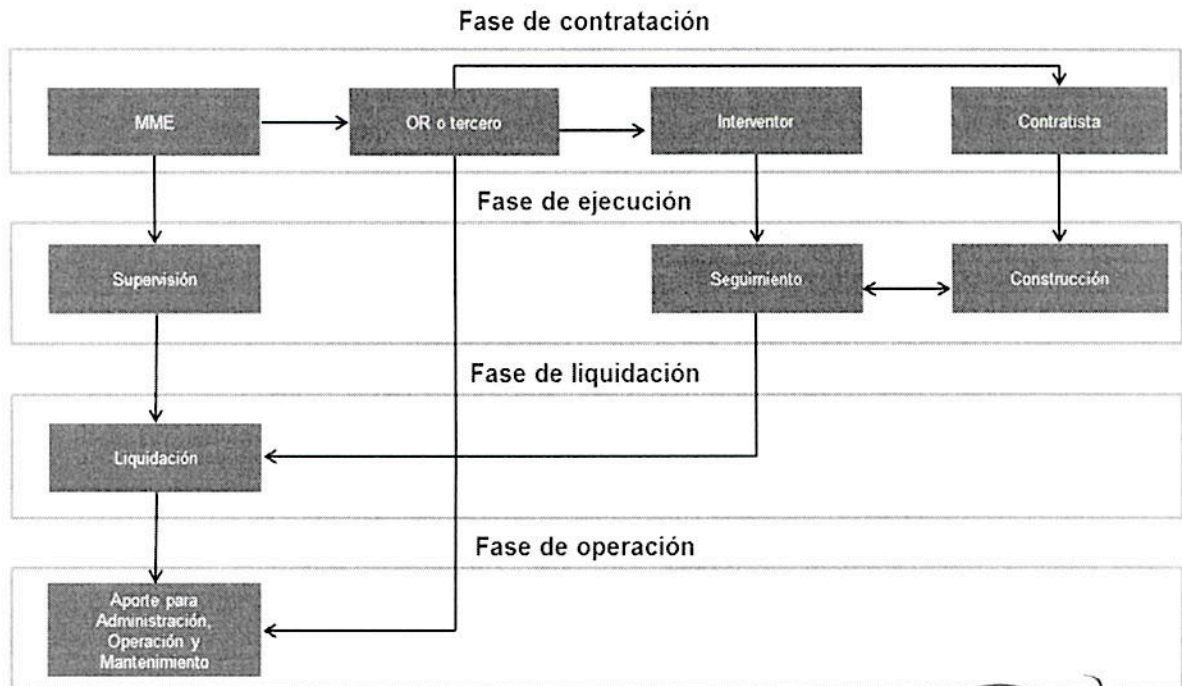 Fase de contratación
MME
OR o tercero
Interventor
Contratista
Fase de ejecución
Supervisión
Seguimiento
Construcción
Fase de liquidación
Liquidación
Fase de operación
Aporte para
Administración,
Operación y
Mantenimiento